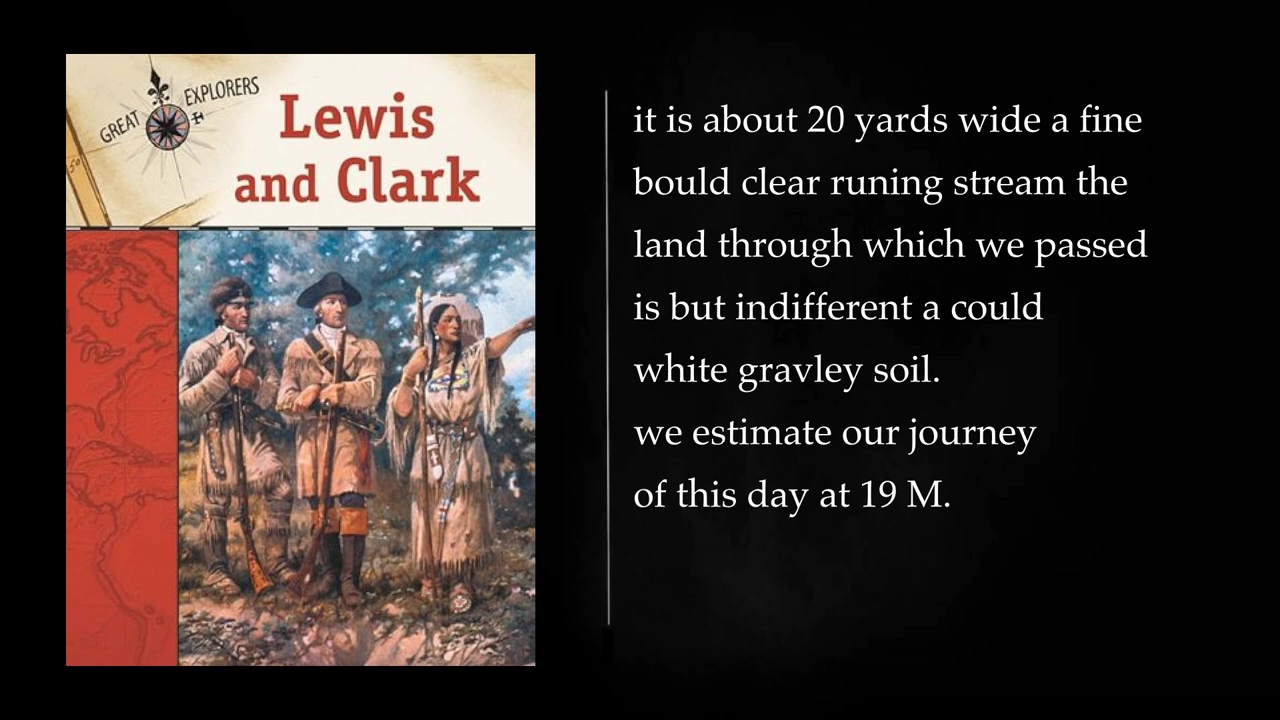 GREAT EXPLORERS
Lewis
and Clark
50
it is about 20 yards wide a fine
bould clear runing stream the
land through which we passed
is but indifferent a could
white gravley soil.
we estimate our journey
of this day at 19 M.